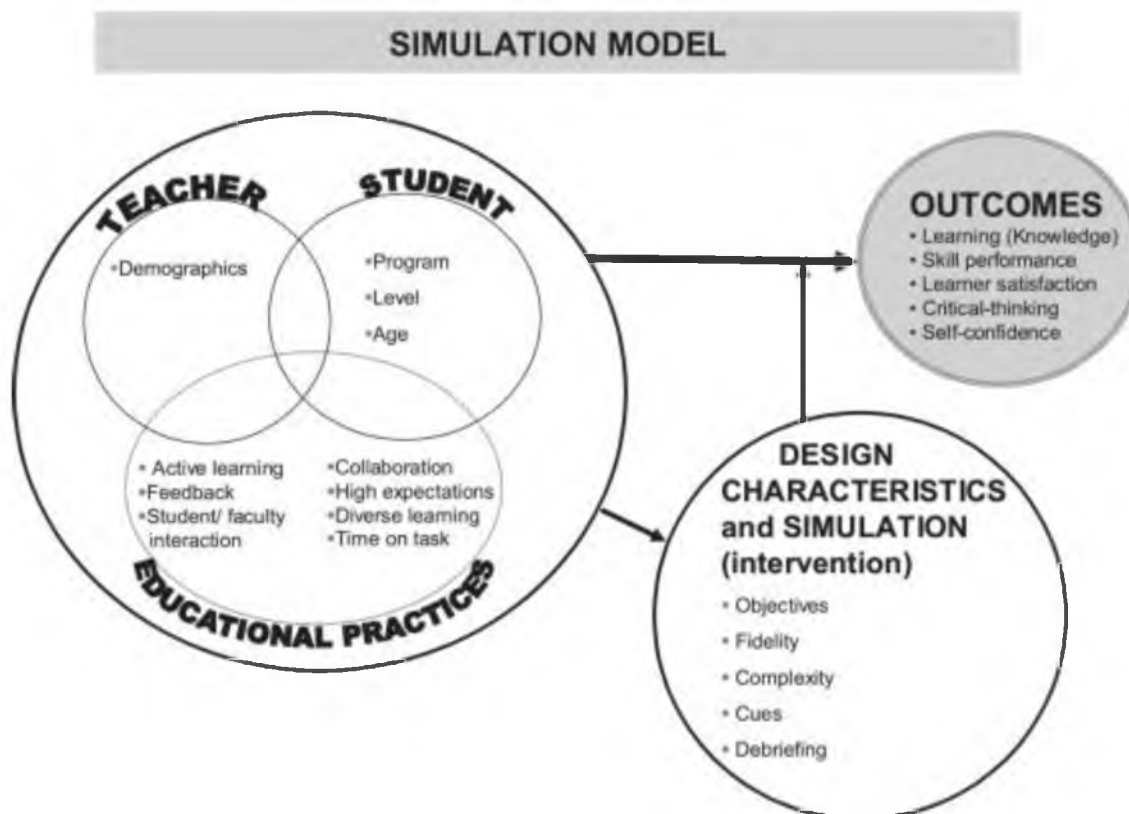 SIMULATION MODEL
TEACHER
STUDENT
•Demographics
•Program
•Level
•Age
• Active learning
•Feedback
•Student/ faculty
interaction
•Collaboration
•High expectations
•Diverse learning
•Time on task
EDUCATIONAL PRACTICES
OUTCOMES
• Learning (Knowledge)
• Skill performance
• Learner satisfaction
• Critical-thinking
• Self-confidence
DESIGN
CHARACTERISTICS
and SIMULATION
(intervention)
• Objectives
• Fidelity
• Complexity
• Cues
• Debriefing